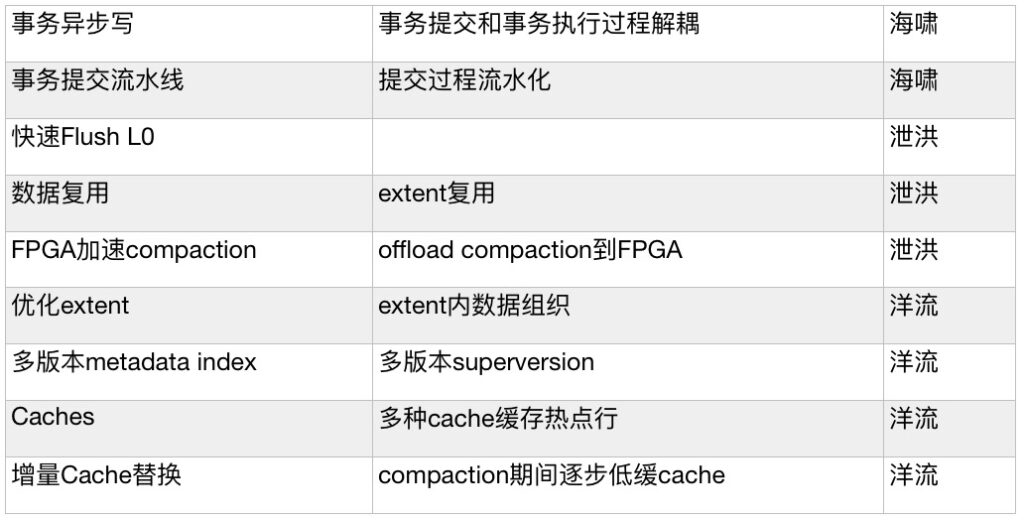 事务异步写 事务提交和事务执行过程解耦 海啸
事务提交流水线 提交过程流水化 海啸
快速Flush L0 泄洪
数据复用 extent复用 泄洪
FPGA加速compaction offload compaction到FPGA 泄洪
优化extent extent内数据组织 洋流
多版本metadata index 多版本superversion 洋流
Caches 多种cache缓存热点行 洋流
增量Cache替换 compaction期间逐步低缓cache 洋流